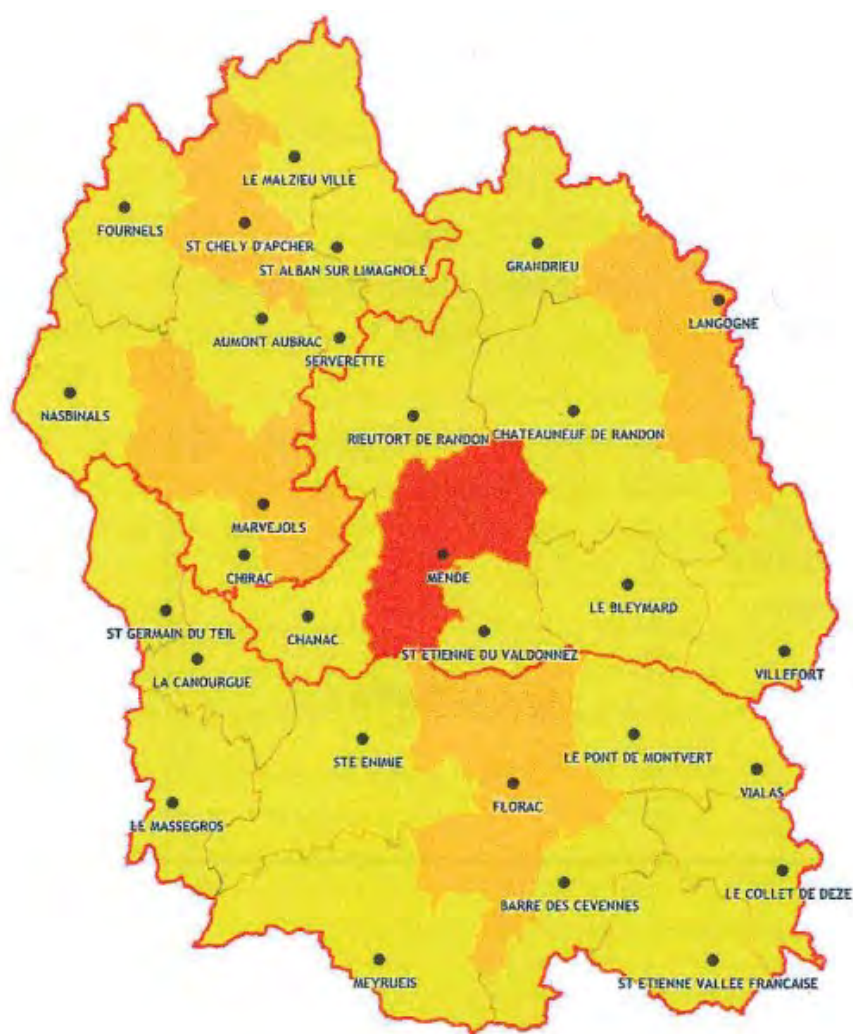 LE MALZIEU VILLE
FOURNELS
ST CHELY D'APCHER
ST ALBAN SUR LIMAGNOLE
GRANDRIEU
LANGOGNE
AUMONT AUBRAC
SERVERETTE
NASBINALS
RIEUTORT DE RANDON
CHATEAUNEUF DE RANDON
MARVEJOLS
CHIRAC
MENDE
LE BLEYMARD
ST GERMAIN DU TEIL
CHANAC
ST ETIENNE DU VALDONNEZ
LA CANOURGUE
VILLEFORT
STE ENIMIE
LE PONT DE MONTVERT
FLORAC
VIALAS
LE MASSEGROS
LE COLLET DE DEZE
BARRE DES CEVENNES
MEYRUEIS
ST ETIENNE VALLEE FRANCAISE